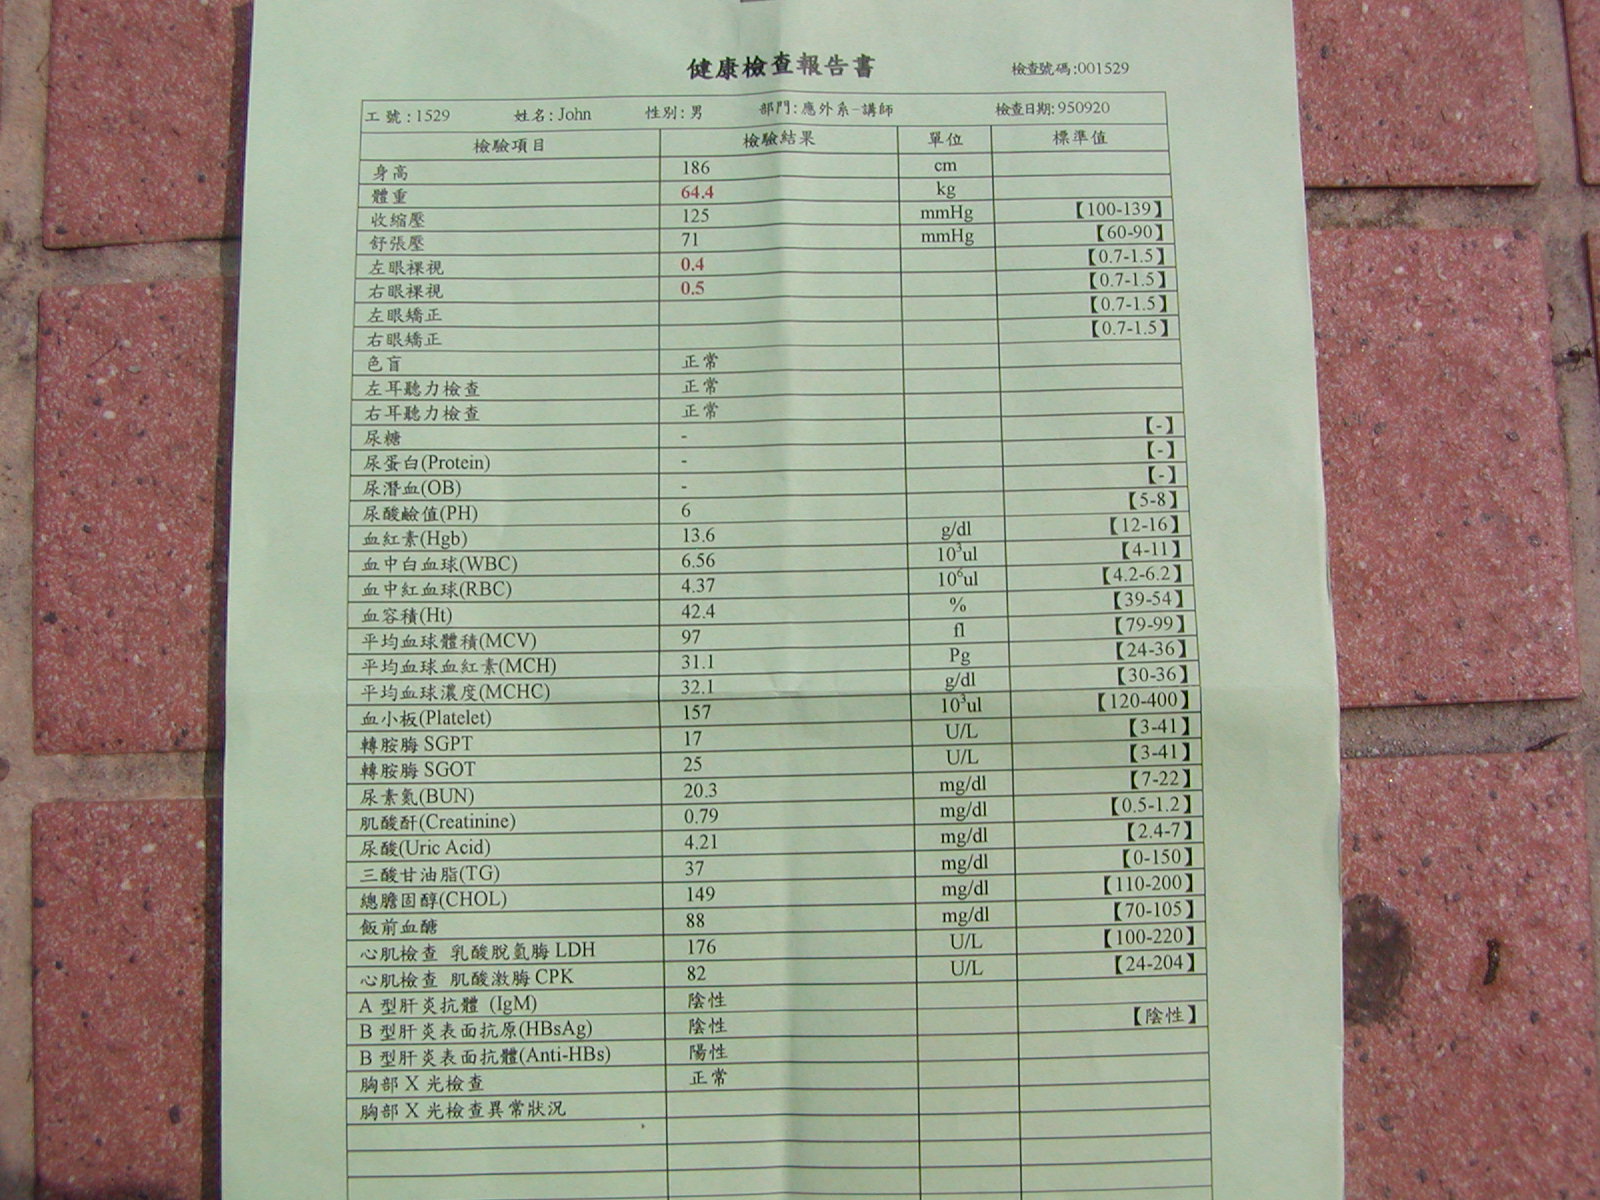 健康檢查報告書 檢查號碼:001529
工號:1529 姓名:John 性別:男 部門:應外系-講師 檢查日期:950920
檢驗項目 檢驗結果 單位 標準值
身高 186 cm
體重 64.4 kg
收縮壓 125 mmHg 【100-139】
舒張壓 71 mmHg 【60-90】
左眼裸視 0.4 【0.7-1.5】
右眼裸視 0.5 【0.7-1.5】
左眼矯正 【0.7-1.5】
右眼矯正 【0.7-1.5】
色盲 正常
左耳聽力檢查 正常
右耳聽力檢查 正常
尿糖 - 【-】
尿蛋白(Protein) - 【-】
尿潛血(OB) - 【-】
尿酸鹼值(PH) 6 【5-8】
血紅素(Hgb) 13.6 g/dl 【12-16】
血中白血球(WBC) 6.56 10³ul 【4-11】
血中紅血球(RBC) 4.37 10⁶ul 【4.2-6.2】
血容積(Ht) 42.4 % 【39-54】
平均血球體積(MCV) 97 fl 【79-99】
平均血球血紅素(MCH) 31.1 Pg 【24-36】
平均血球濃度(MCHC) 32.1 g/dl 【30-36】
血小板(Platelet) 157 10³ul 【120-400】
轉胺脢 SGPT 17 U/L 【3-41】
轉胺脢 SGOT 25 U/L 【3-41】
尿素氮(BUN) 20.3 mg/dl 【7-22】
肌酸酐(Creatinine) 0.79 mg/dl 【0.5-1.2】
尿酸(Uric Acid) 4.21 mg/dl 【2.4-7】
三酸甘油脂(TG) 37 mg/dl 【0-150】
總膽固醇(CHOL) 149 mg/dl 【110-200】
飯前血醣 88 mg/dl 【70-105】
心肌檢查 乳酸脫氫脢 LDH 176 U/L 【100-220】
心肌檢查 肌酸激脢 CPK 82 U/L 【24-204】
A 型肝炎抗體 (IgM) 陰性
B 型肝炎表面抗原(HBsAg) 陰性 【陰性】
B 型肝炎表面抗體(Anti-HBs) 陽性
胸部 X 光檢查 正常
胸部 X 光檢查異常狀況